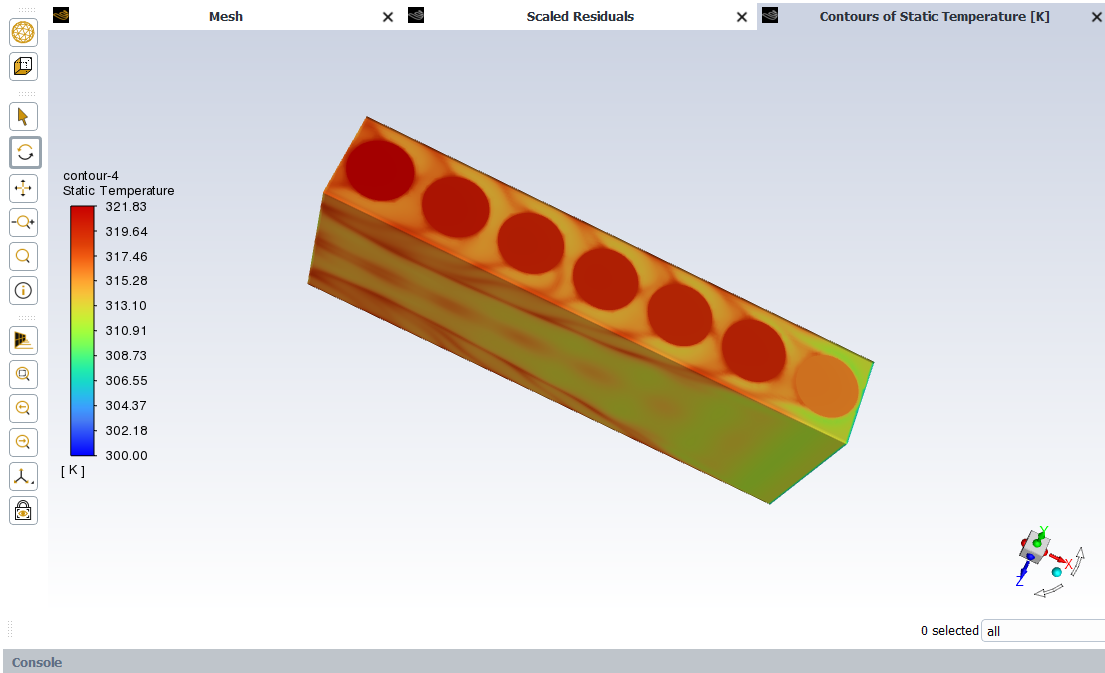 Mesh
Scaled Residuals
Contours of Static Temperature [K]
contour-4
Static Temperature
321.83
319.64
317.46
315.28
313.10
310.91
308.73
306.55
304.37
302.18
300.00
[ K ]
Y
X
Z
0 selected all
Console